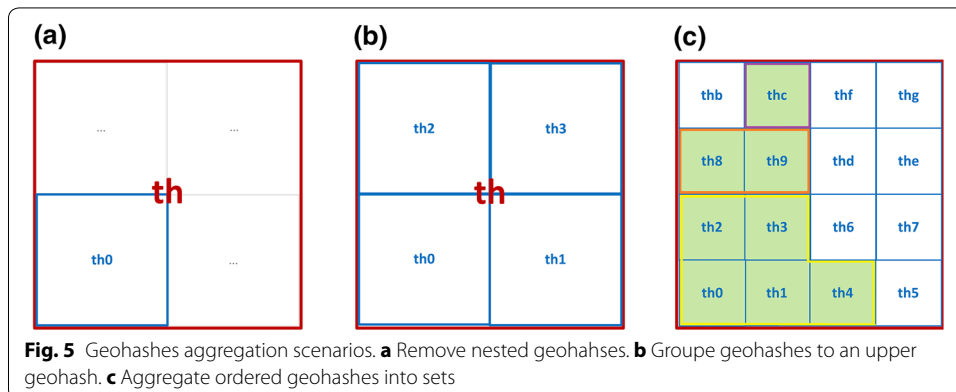 (a) (b) (c)
... ...
th
th0 ...
th2 th3
th
th0 th1
thb thc thf thg
th8 th9 thd the
th2 th3 th6 th7
th0 th1 th4 th5
Fig. 5 Geohashes aggregation scenarios. a Remove nested geohahses. b Groupe geohashes to an upper
geohash. c Aggregate ordered geohashes into sets